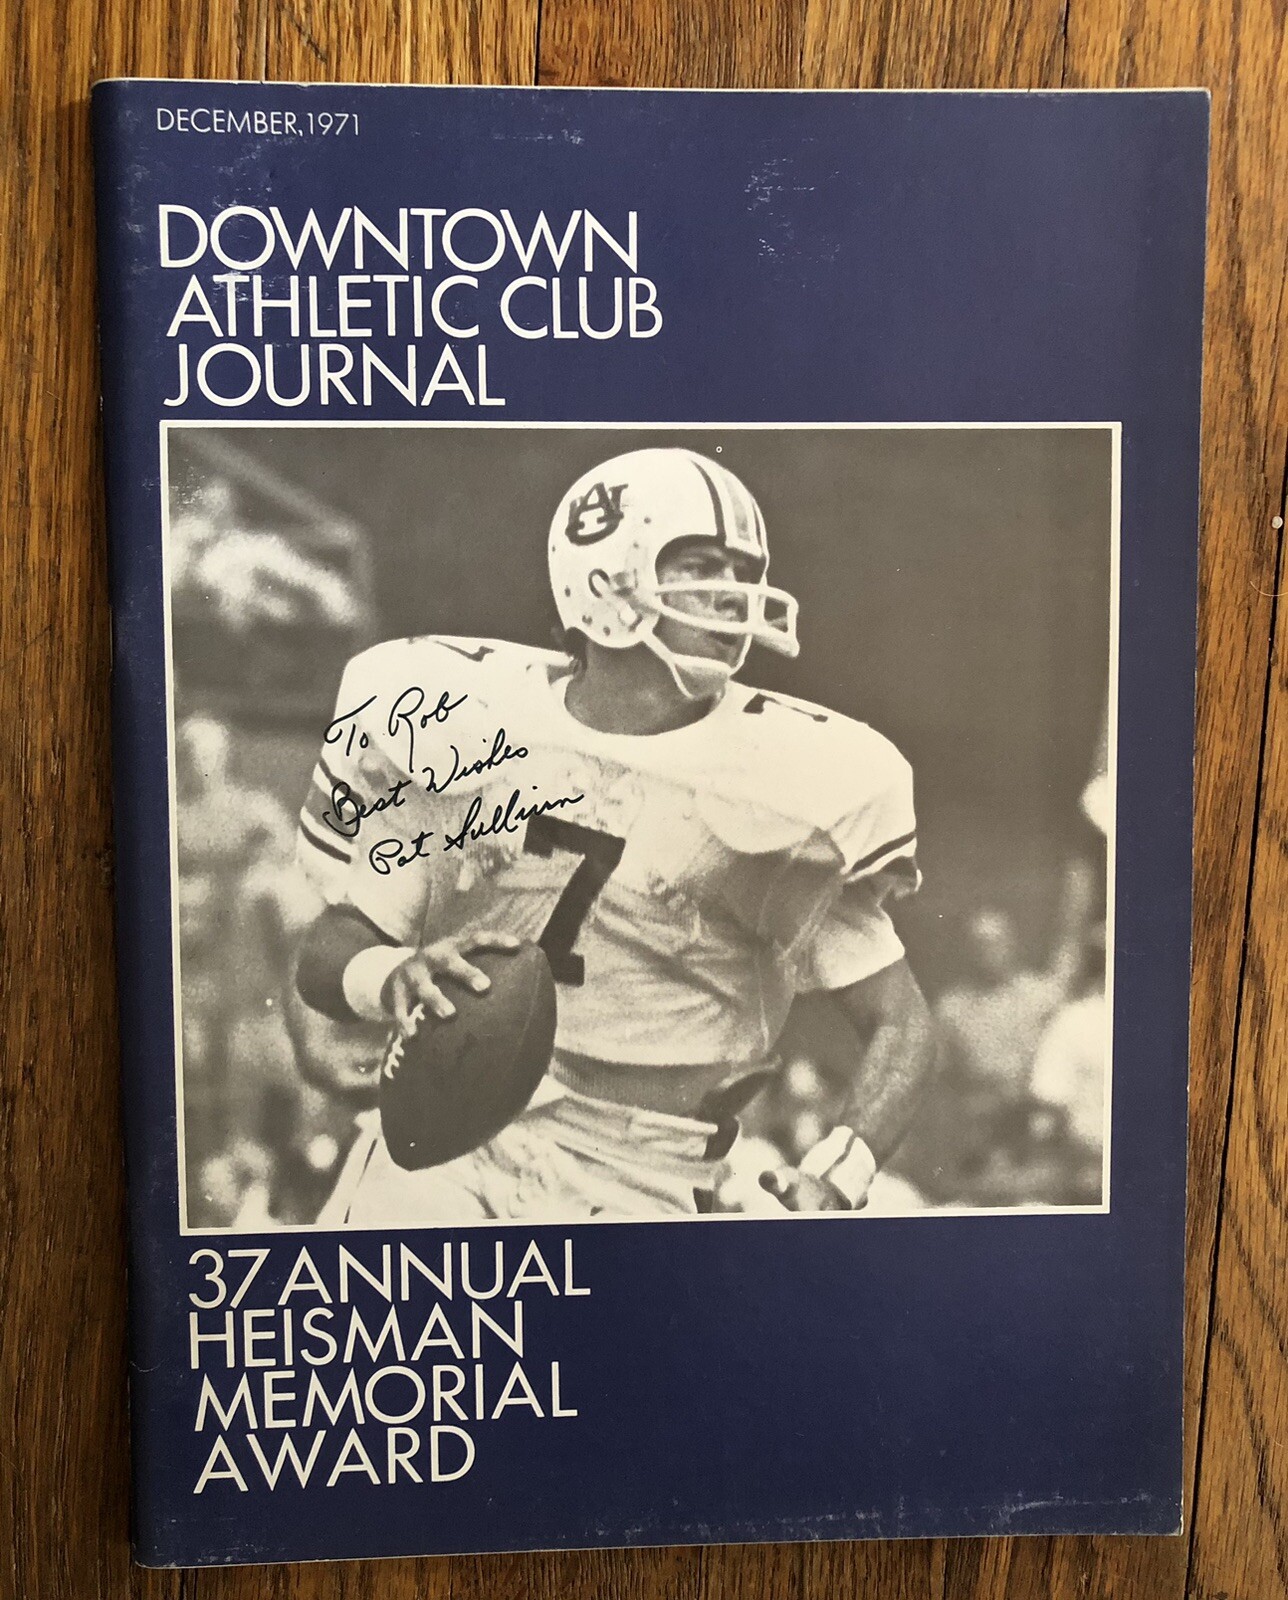 DECEMBER, 1971
DOWNTOWN
ATHLETIC CLUB
JOURNAL
AU
7
To Rob
Best Wishes
Pat Sullivan
7
37 ANNUAL
HEISMAN
MEMORIAL
AWARD